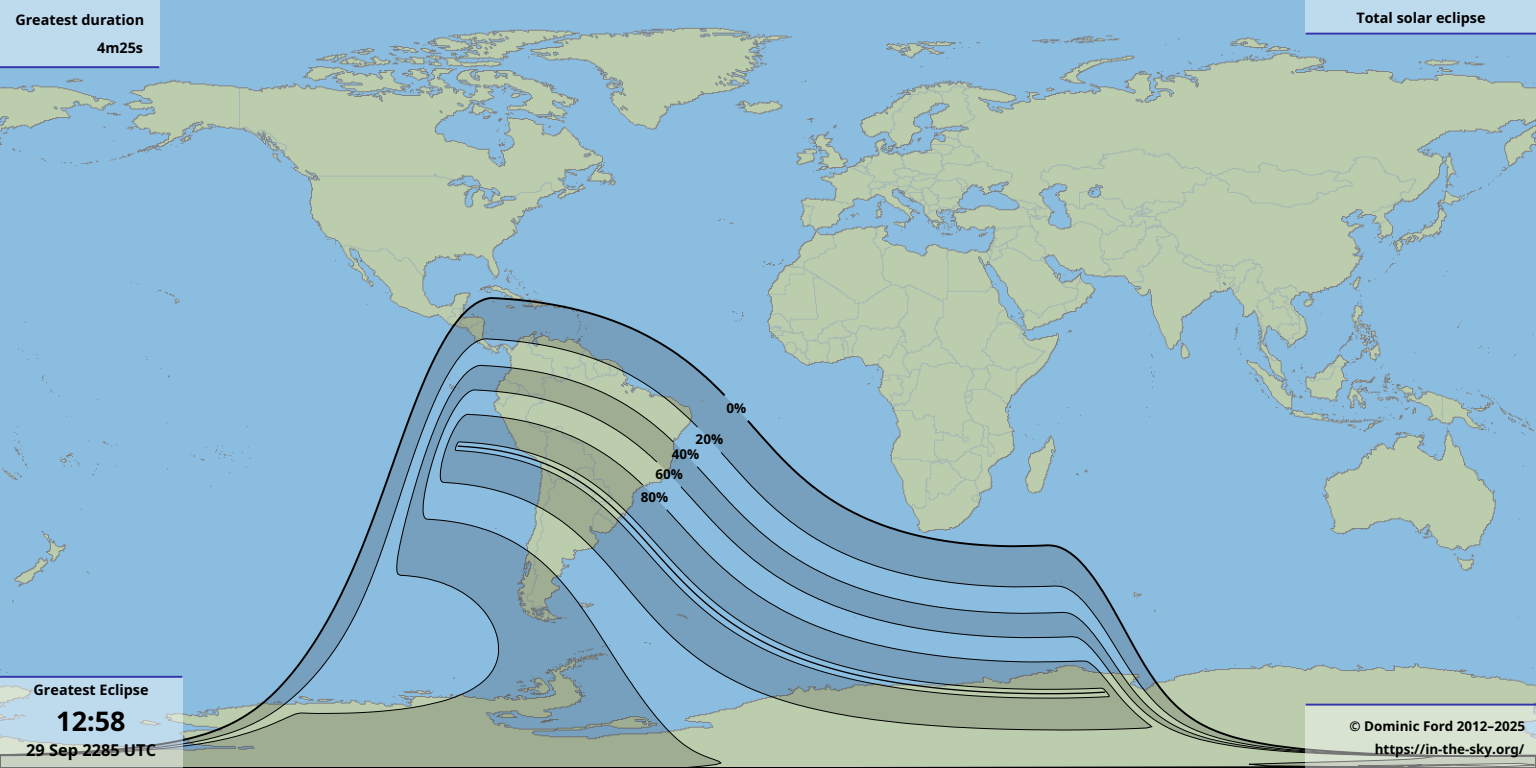 Greatest duration
4m25s
Total solar eclipse
0%
20%
40%
60%
80%
Greatest Eclipse
12:58
29 Sep 2285 UTC
© Dominic Ford 2012–2025
https://in-the-sky.org/